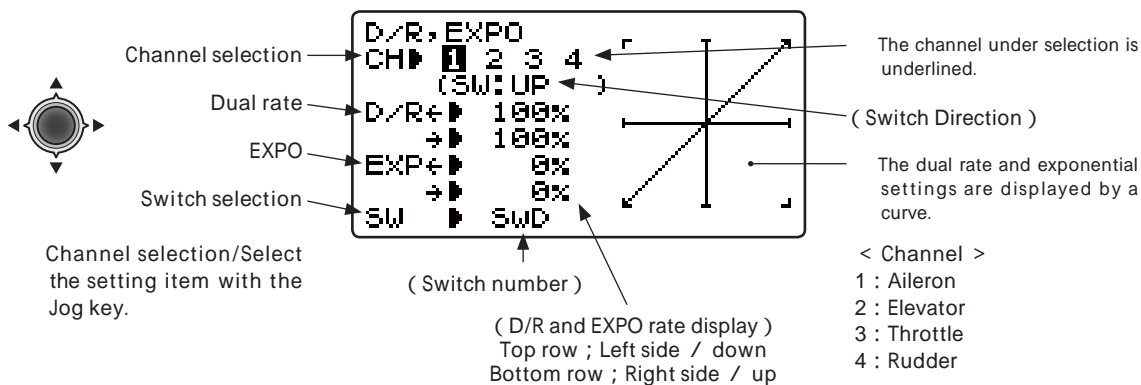 D/R,EXPO
CH 1 2 3 4
(SW:UP )
D/R← 100%
→ 100%
EXP← 0%
→ 0%
SW SwD
Channel selection
Dual rate
EXPO
Switch selection
Channel selection/Select
the setting item with the
Jog key.
( Switch number )
( D/R and EXPO rate display )
Top row ; Left side / down
Bottom row ; Right side / up
The channel under selection is
underlined.
( Switch Direction )
The dual rate and exponential
settings are displayed by a
curve.
< Channel >
1 : Aileron
2 : Elevator
3 : Throttle
4 : Rudder